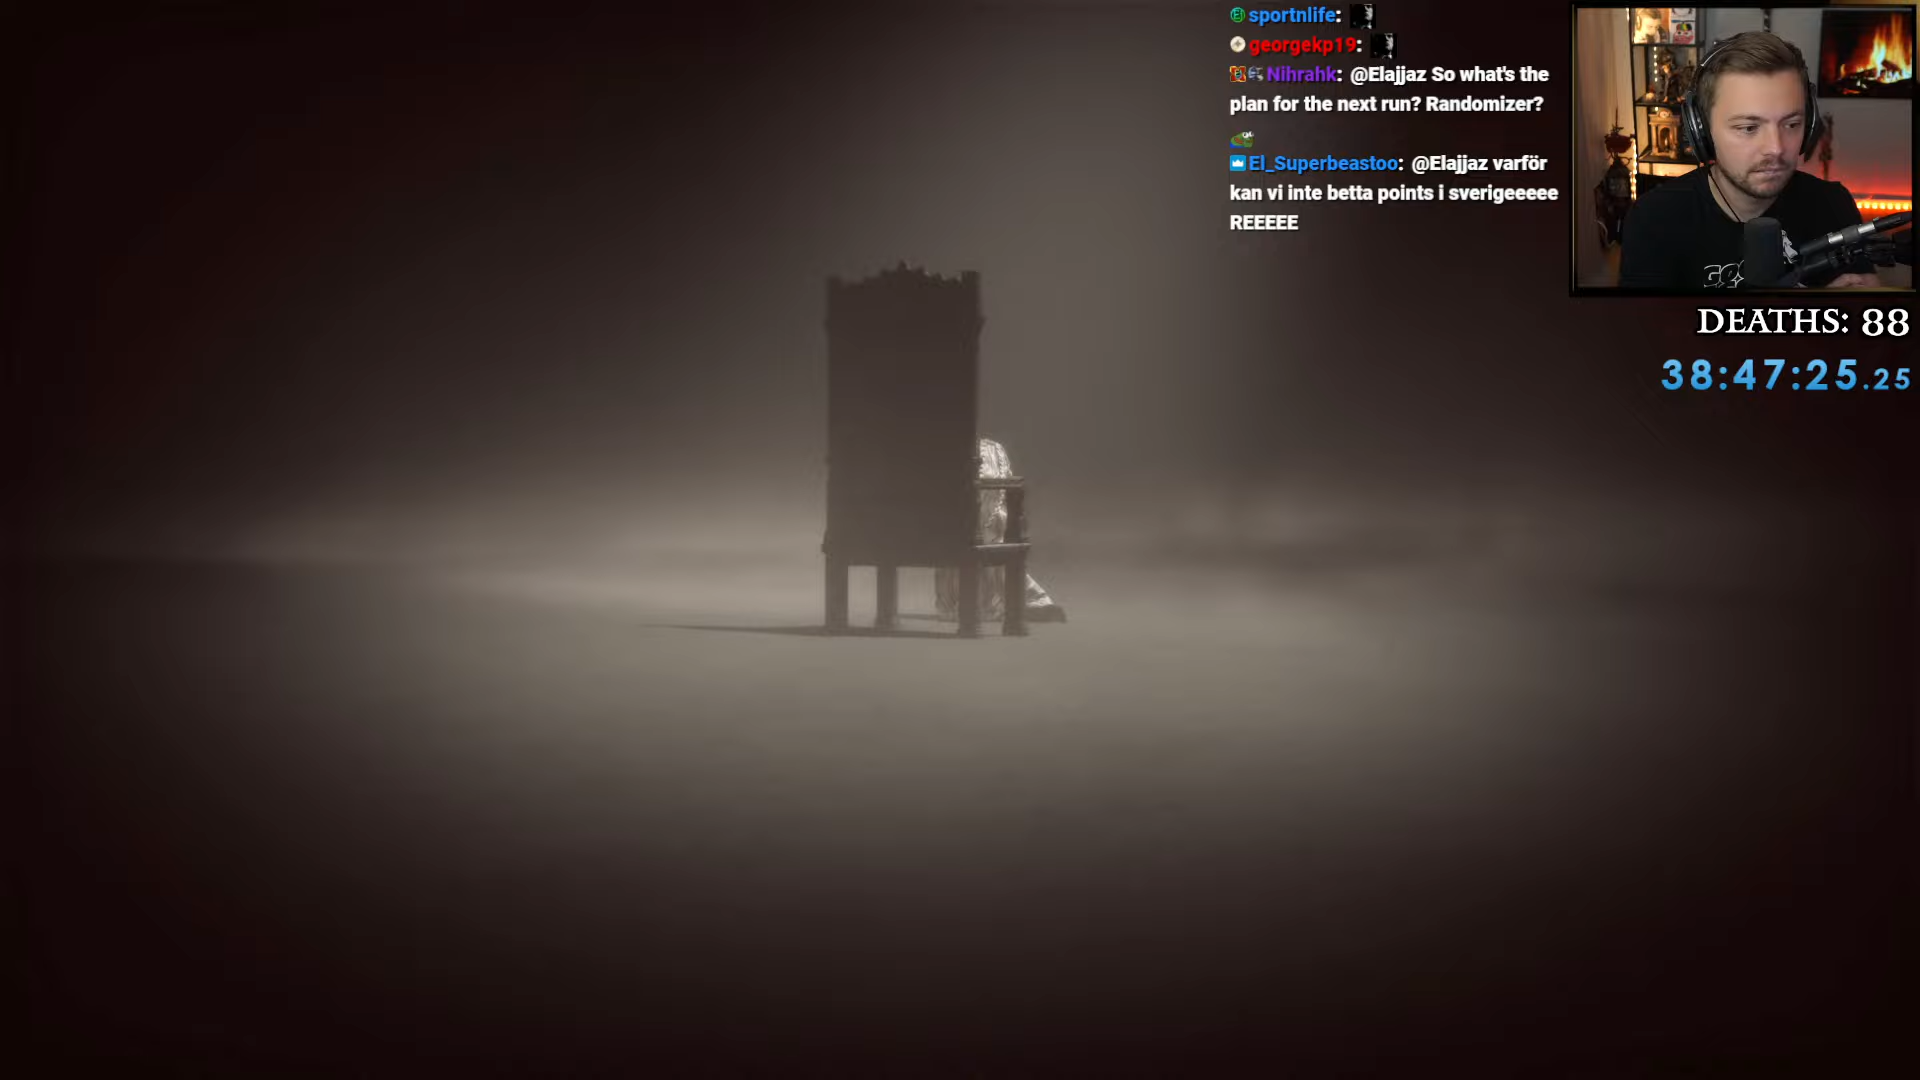 sportnlife:
georgekp19:
Nihrahk: @Elajjaz So what's the
plan for the next run? Randomizer?
El_Superbeastoo: @Elajjaz varför
kan vi inte betta points i sverigeeeee
REEEEE
DEATHS: 88
38:47:25.25